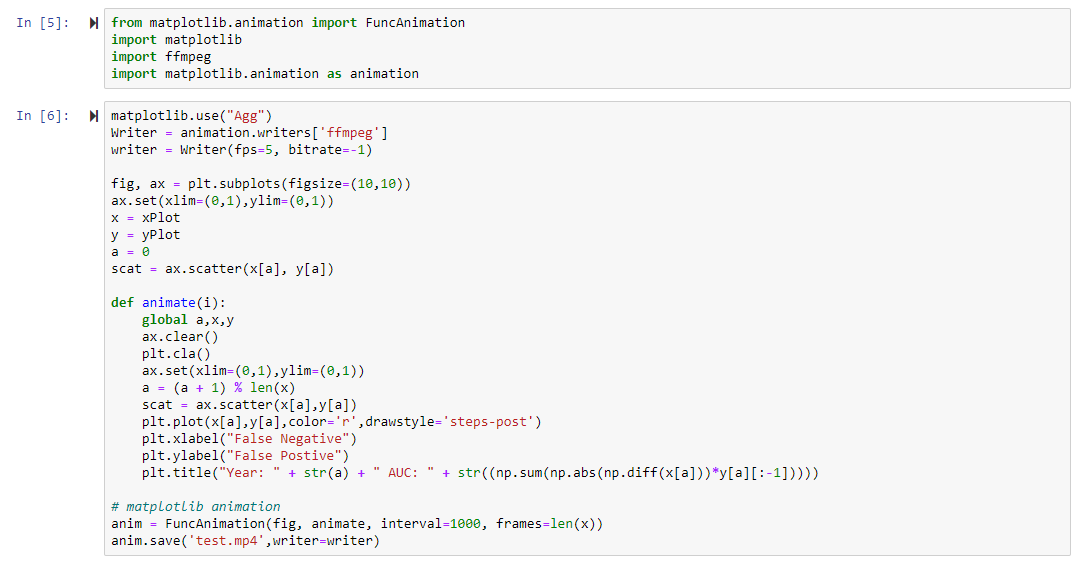 In [5]: from matplotlib.animation import FuncAnimation
import matplotlib
import ffmpeg
import matplotlib.animation as animation
In [6]: matplotlib.use("Agg")
Writer = animation.writers['ffmpeg']
writer = Writer(fps=5, bitrate=-1)

fig, ax = plt.subplots(figsize=(10,10))
ax.set(xlim=(0,1),ylim=(0,1))
x = xPlot
y = yPlot
a = 0
scat = ax.scatter(x[a], y[a])

def animate(i):
    global a,x,y
    ax.clear()
    plt.cla()
    ax.set(xlim=(0,1),ylim=(0,1))
    a = (a + 1) % len(x)
    scat = ax.scatter(x[a],y[a])
    plt.plot(x[a],y[a],color='r',drawstyle='steps-post')
    plt.xlabel("False Negative")
    plt.ylabel("False Postive")
    plt.title("Year: " + str(a) + " AUC: " + str((np.sum(np.abs(np.diff(x[a]))*y[a][:-1]))))

# matplotlib animation
anim = FuncAnimation(fig, animate, interval=1000, frames=len(x))
anim.save('test.mp4',writer=writer)